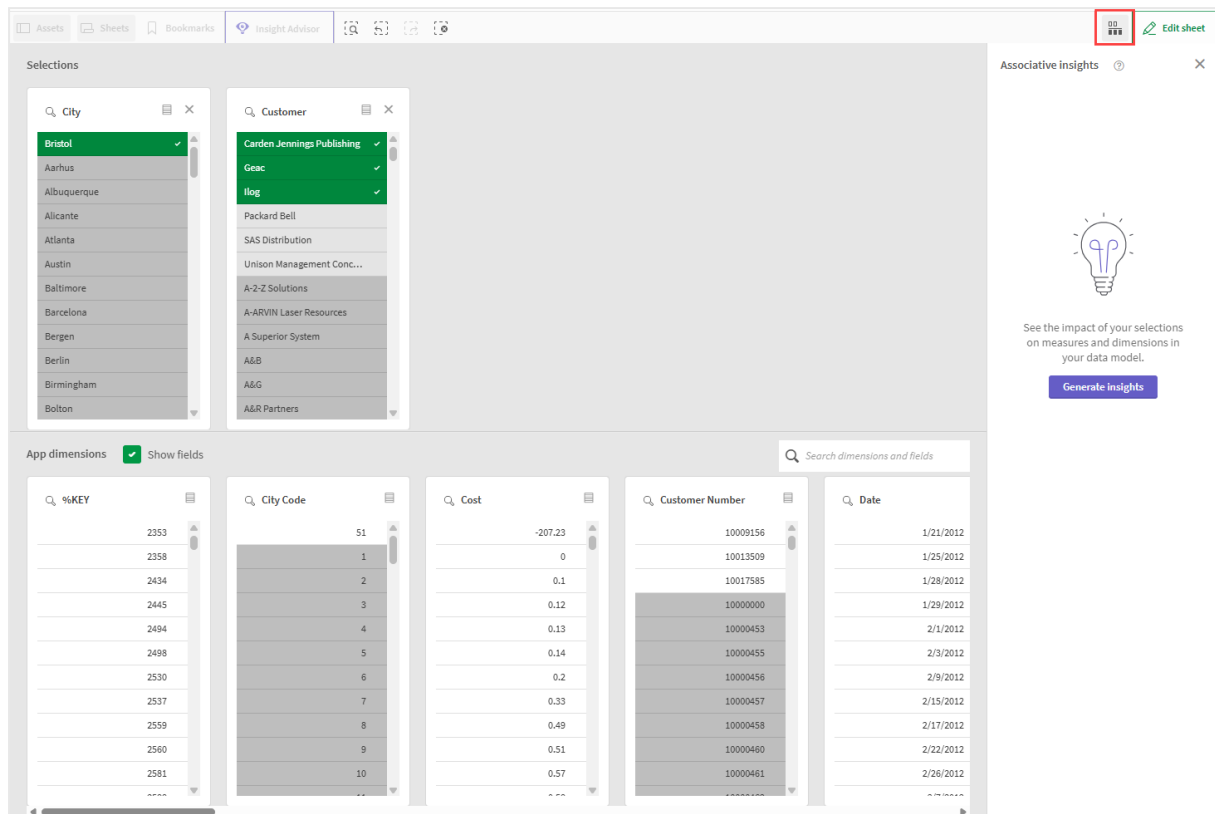 Assets Sheets Bookmarks Insight Advisor Edit sheet
Selections
Associative insights ?
City
Bristol
Aarhus
Albuquerque
Alicante
Atlanta
Austin
Baltimore
Barcelona
Bergen
Berlin
Birmingham
Bolton
Customer
Carden Jennings Publishing
Geac
Ilog
Packard Bell
SAS Distribution
Unison Management Conc...
A-2-Z Solutions
A-ARVIN Laser Resources
A Superior System
A&B
A&G
A&R Partners
See the impact of your selections
on measures and dimensions in
your data model.
Generate insights
App dimensions Show fields
Search dimensions and fields
%KEY
2353
2358
2434
2445
2494
2498
2530
2537
2559
2560
2581
City Code
51
1
2
3
4
5
6
7
8
9
10
Cost
-207.23
0
0.1
0.12
0.13
0.14
0.2
0.33
0.49
0.51
0.57
Customer Number
10009156
10013509
10017585
10000000
10000453
10000455
10000456
10000457
10000458
10000460
10000461
Date
1/21/2012
1/25/2012
1/28/2012
1/29/2012
2/1/2012
2/3/2012
2/9/2012
2/15/2012
2/17/2012
2/22/2012
2/26/2012